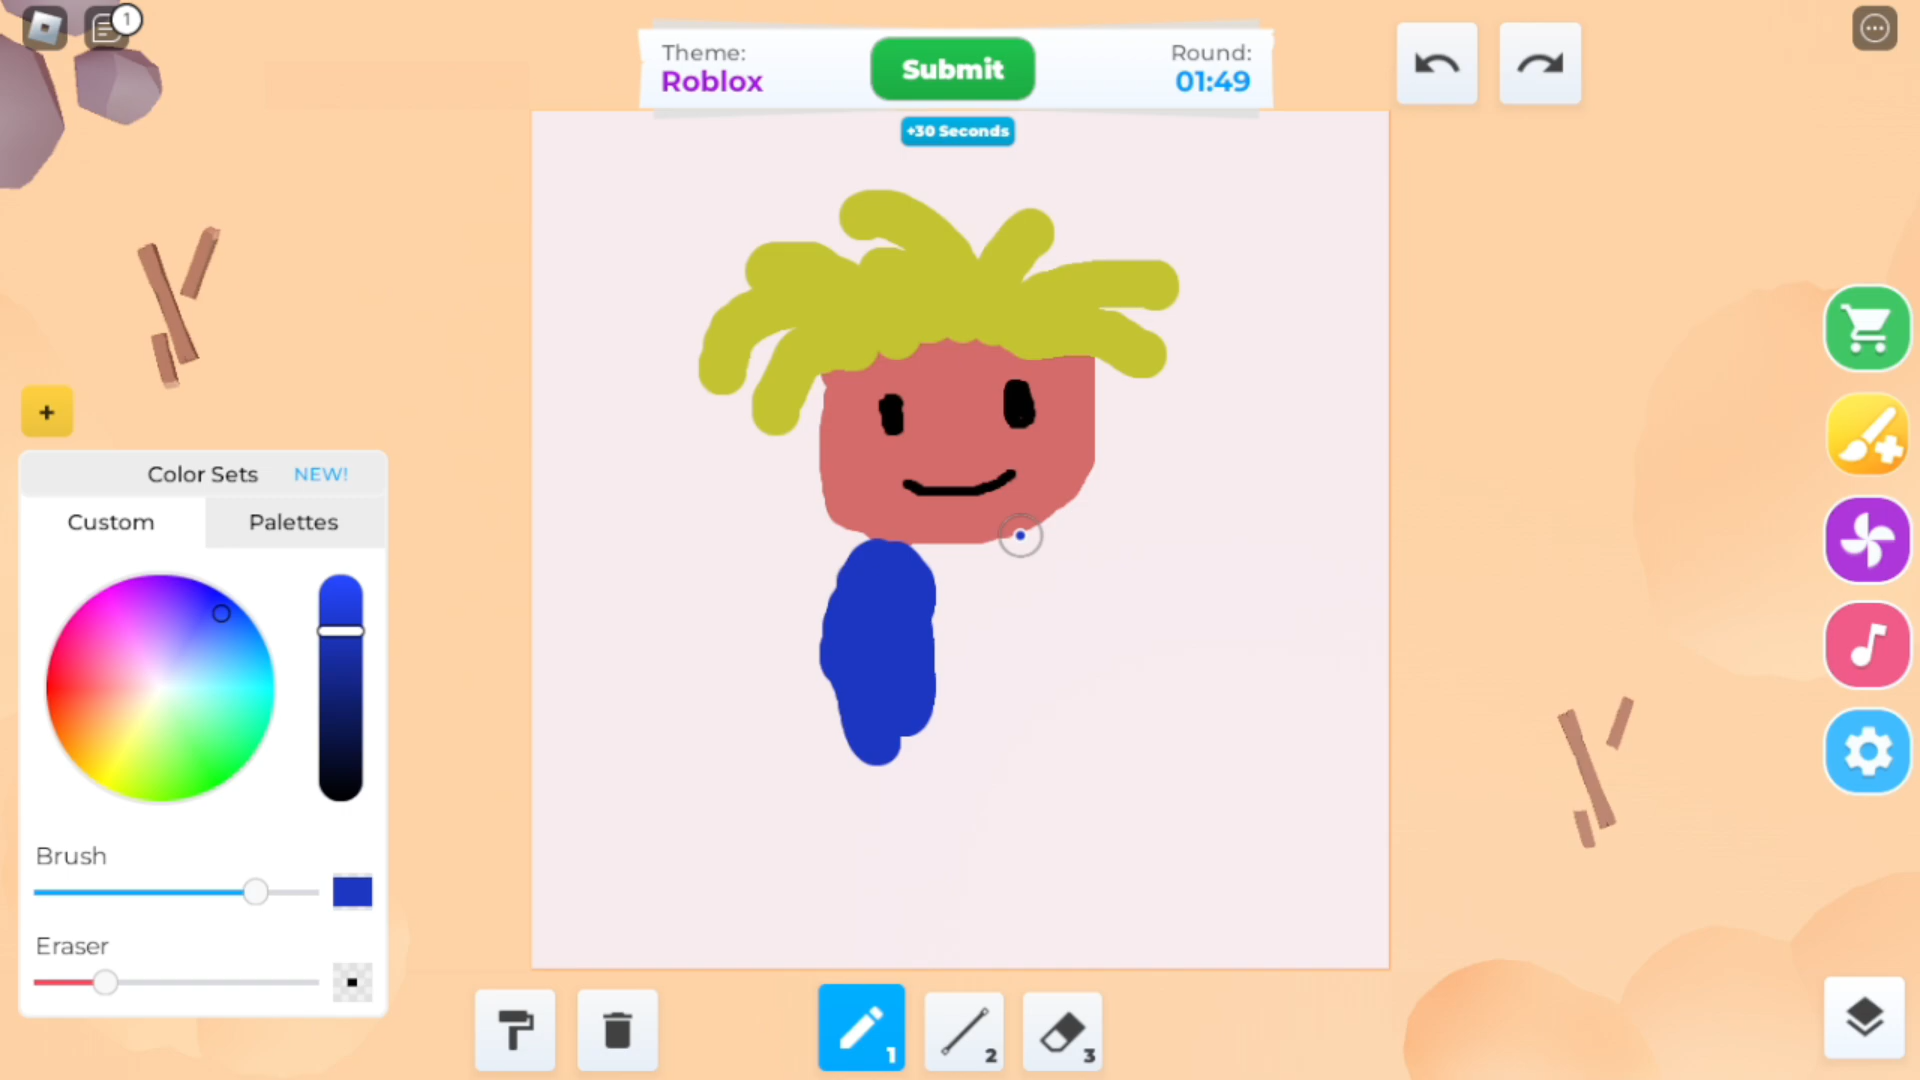 1
Theme:
Roblox
Submit
Round:
01:49
+30 Seconds
+
Color Sets NEW!
Custom Palettes
Brush
Eraser
1
2
3